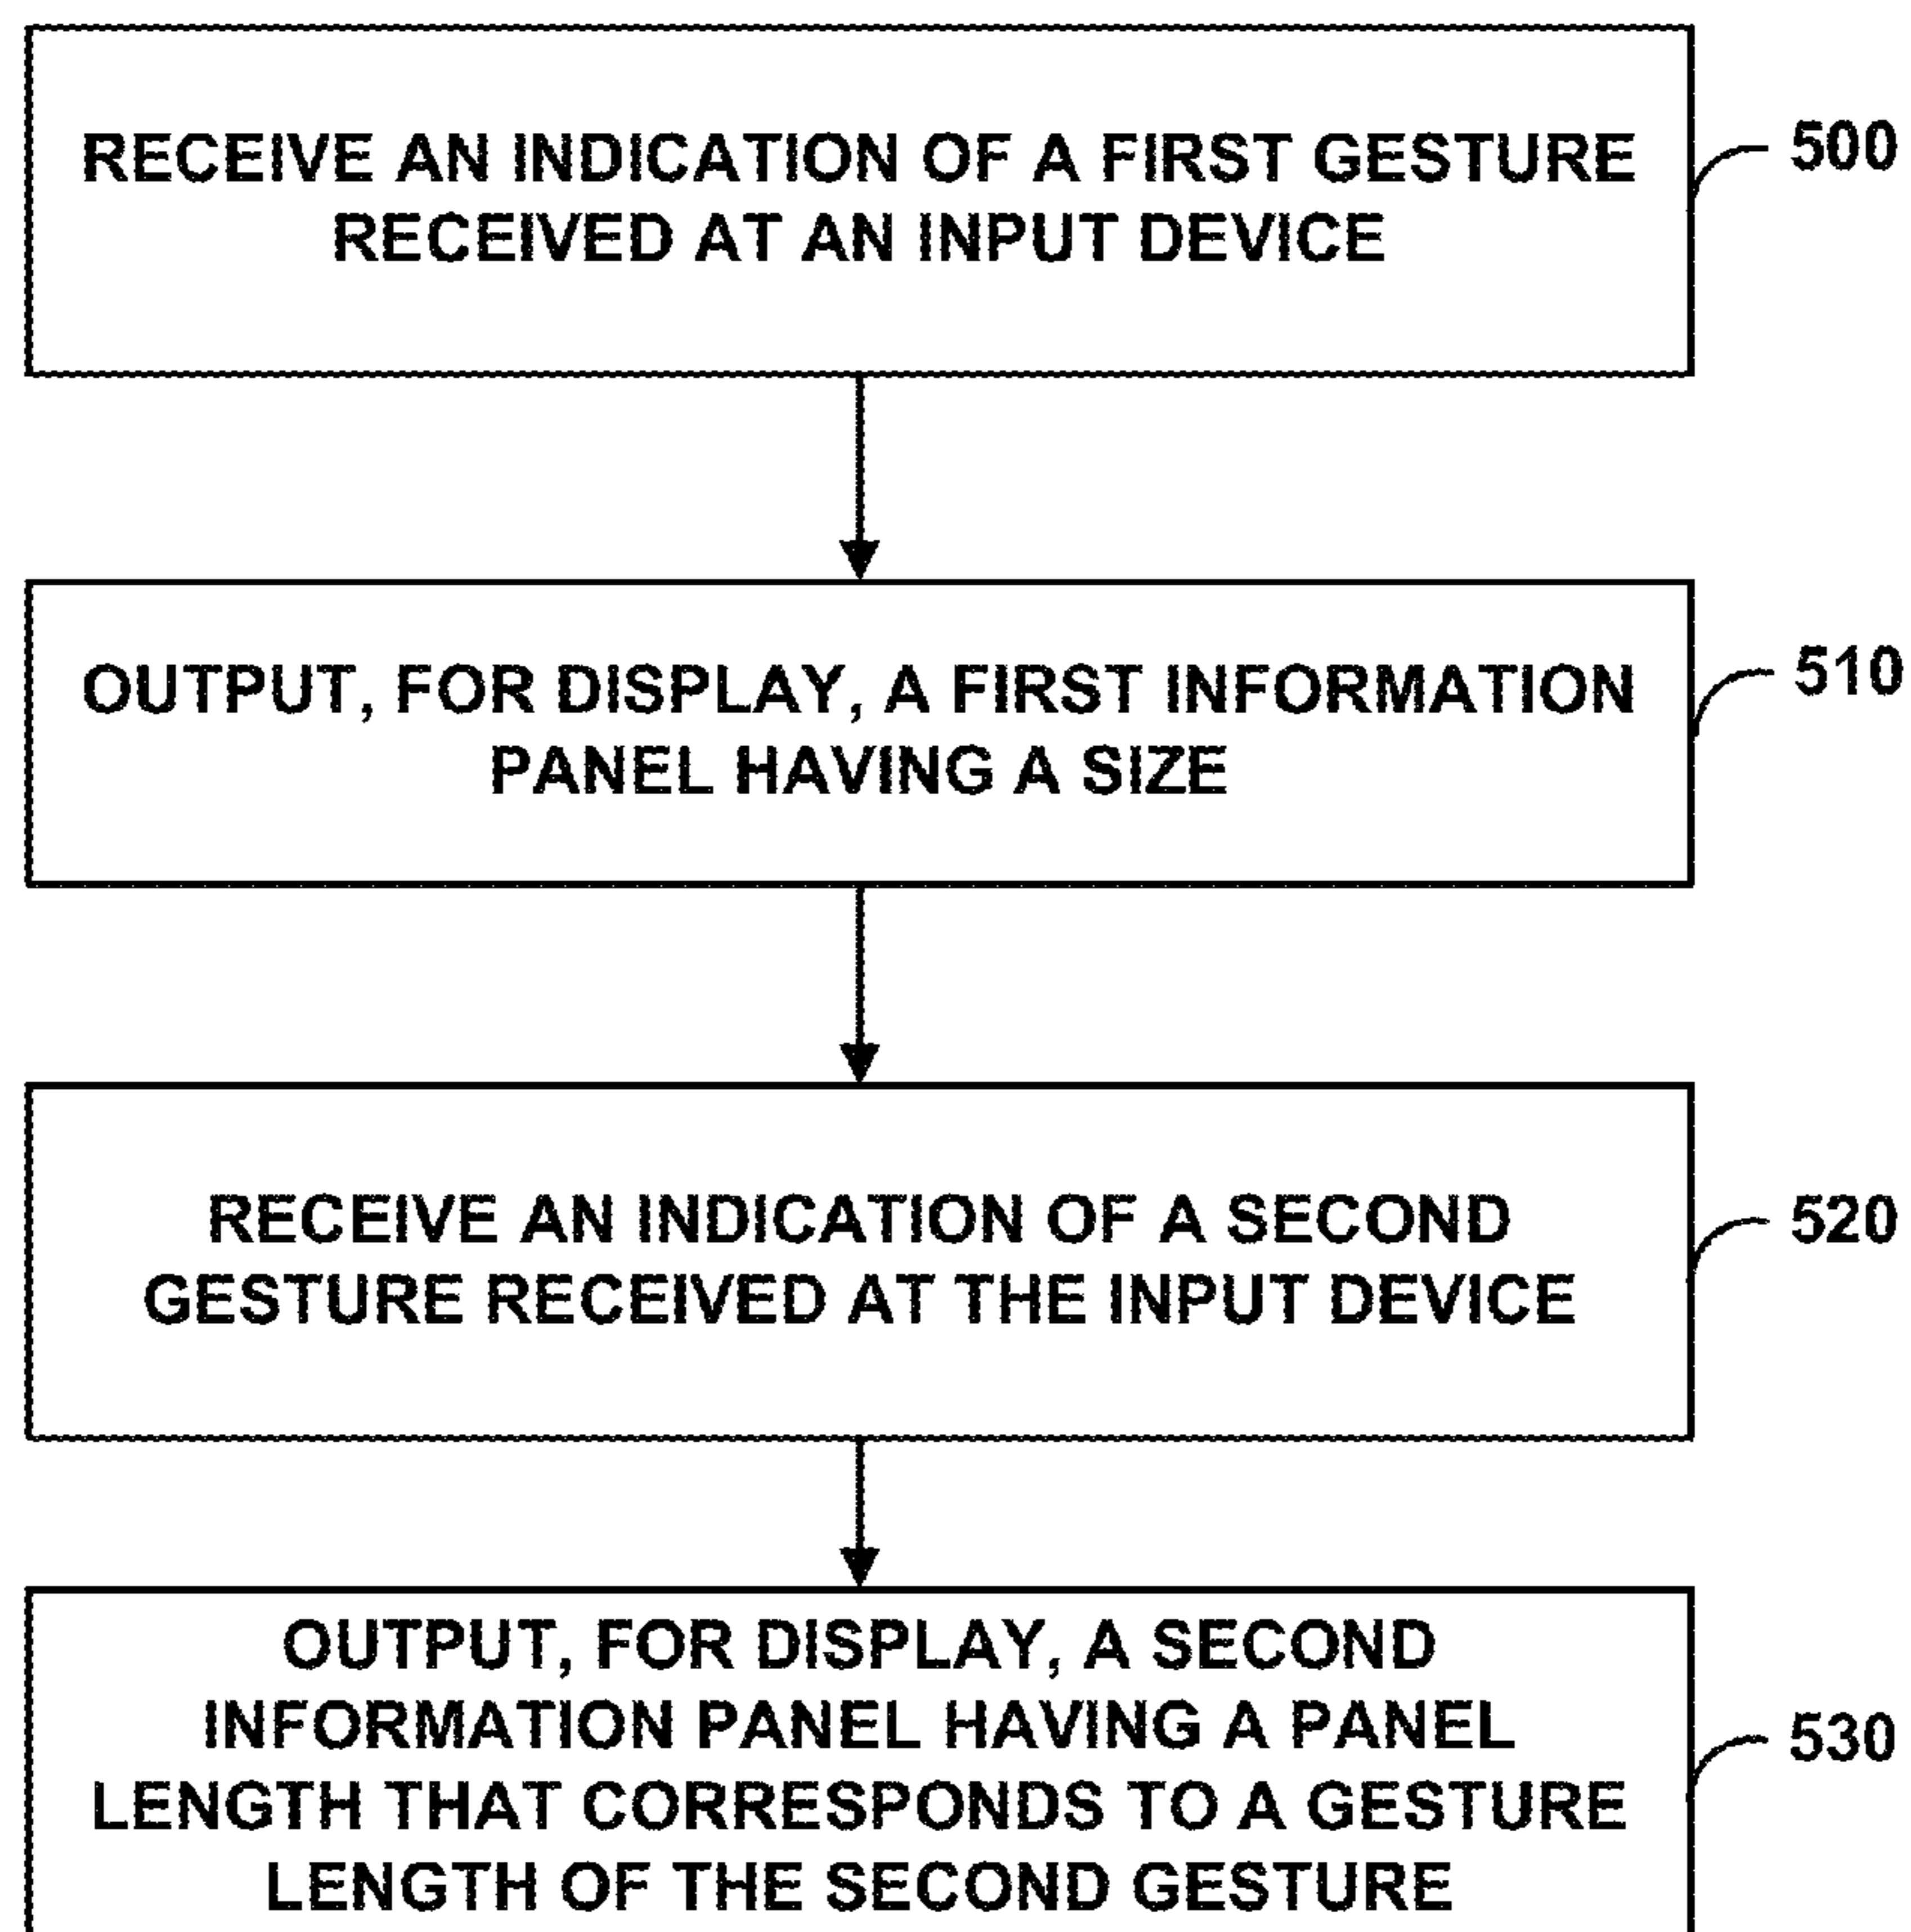 RECEIVE AN INDICATION OF A FIRST GESTURE
RECEIVED AT AN INPUT DEVICE
500
OUTPUT, FOR DISPLAY, A FIRST INFORMATION
PANEL HAVING A SIZE
510
RECEIVE AN INDICATION OF A SECOND
GESTURE RECEIVED AT THE INPUT DEVICE
520
OUTPUT, FOR DISPLAY, A SECOND
INFORMATION PANEL HAVING A PANEL
LENGTH THAT CORRESPONDS TO A GESTURE
LENGTH OF THE SECOND GESTURE
530